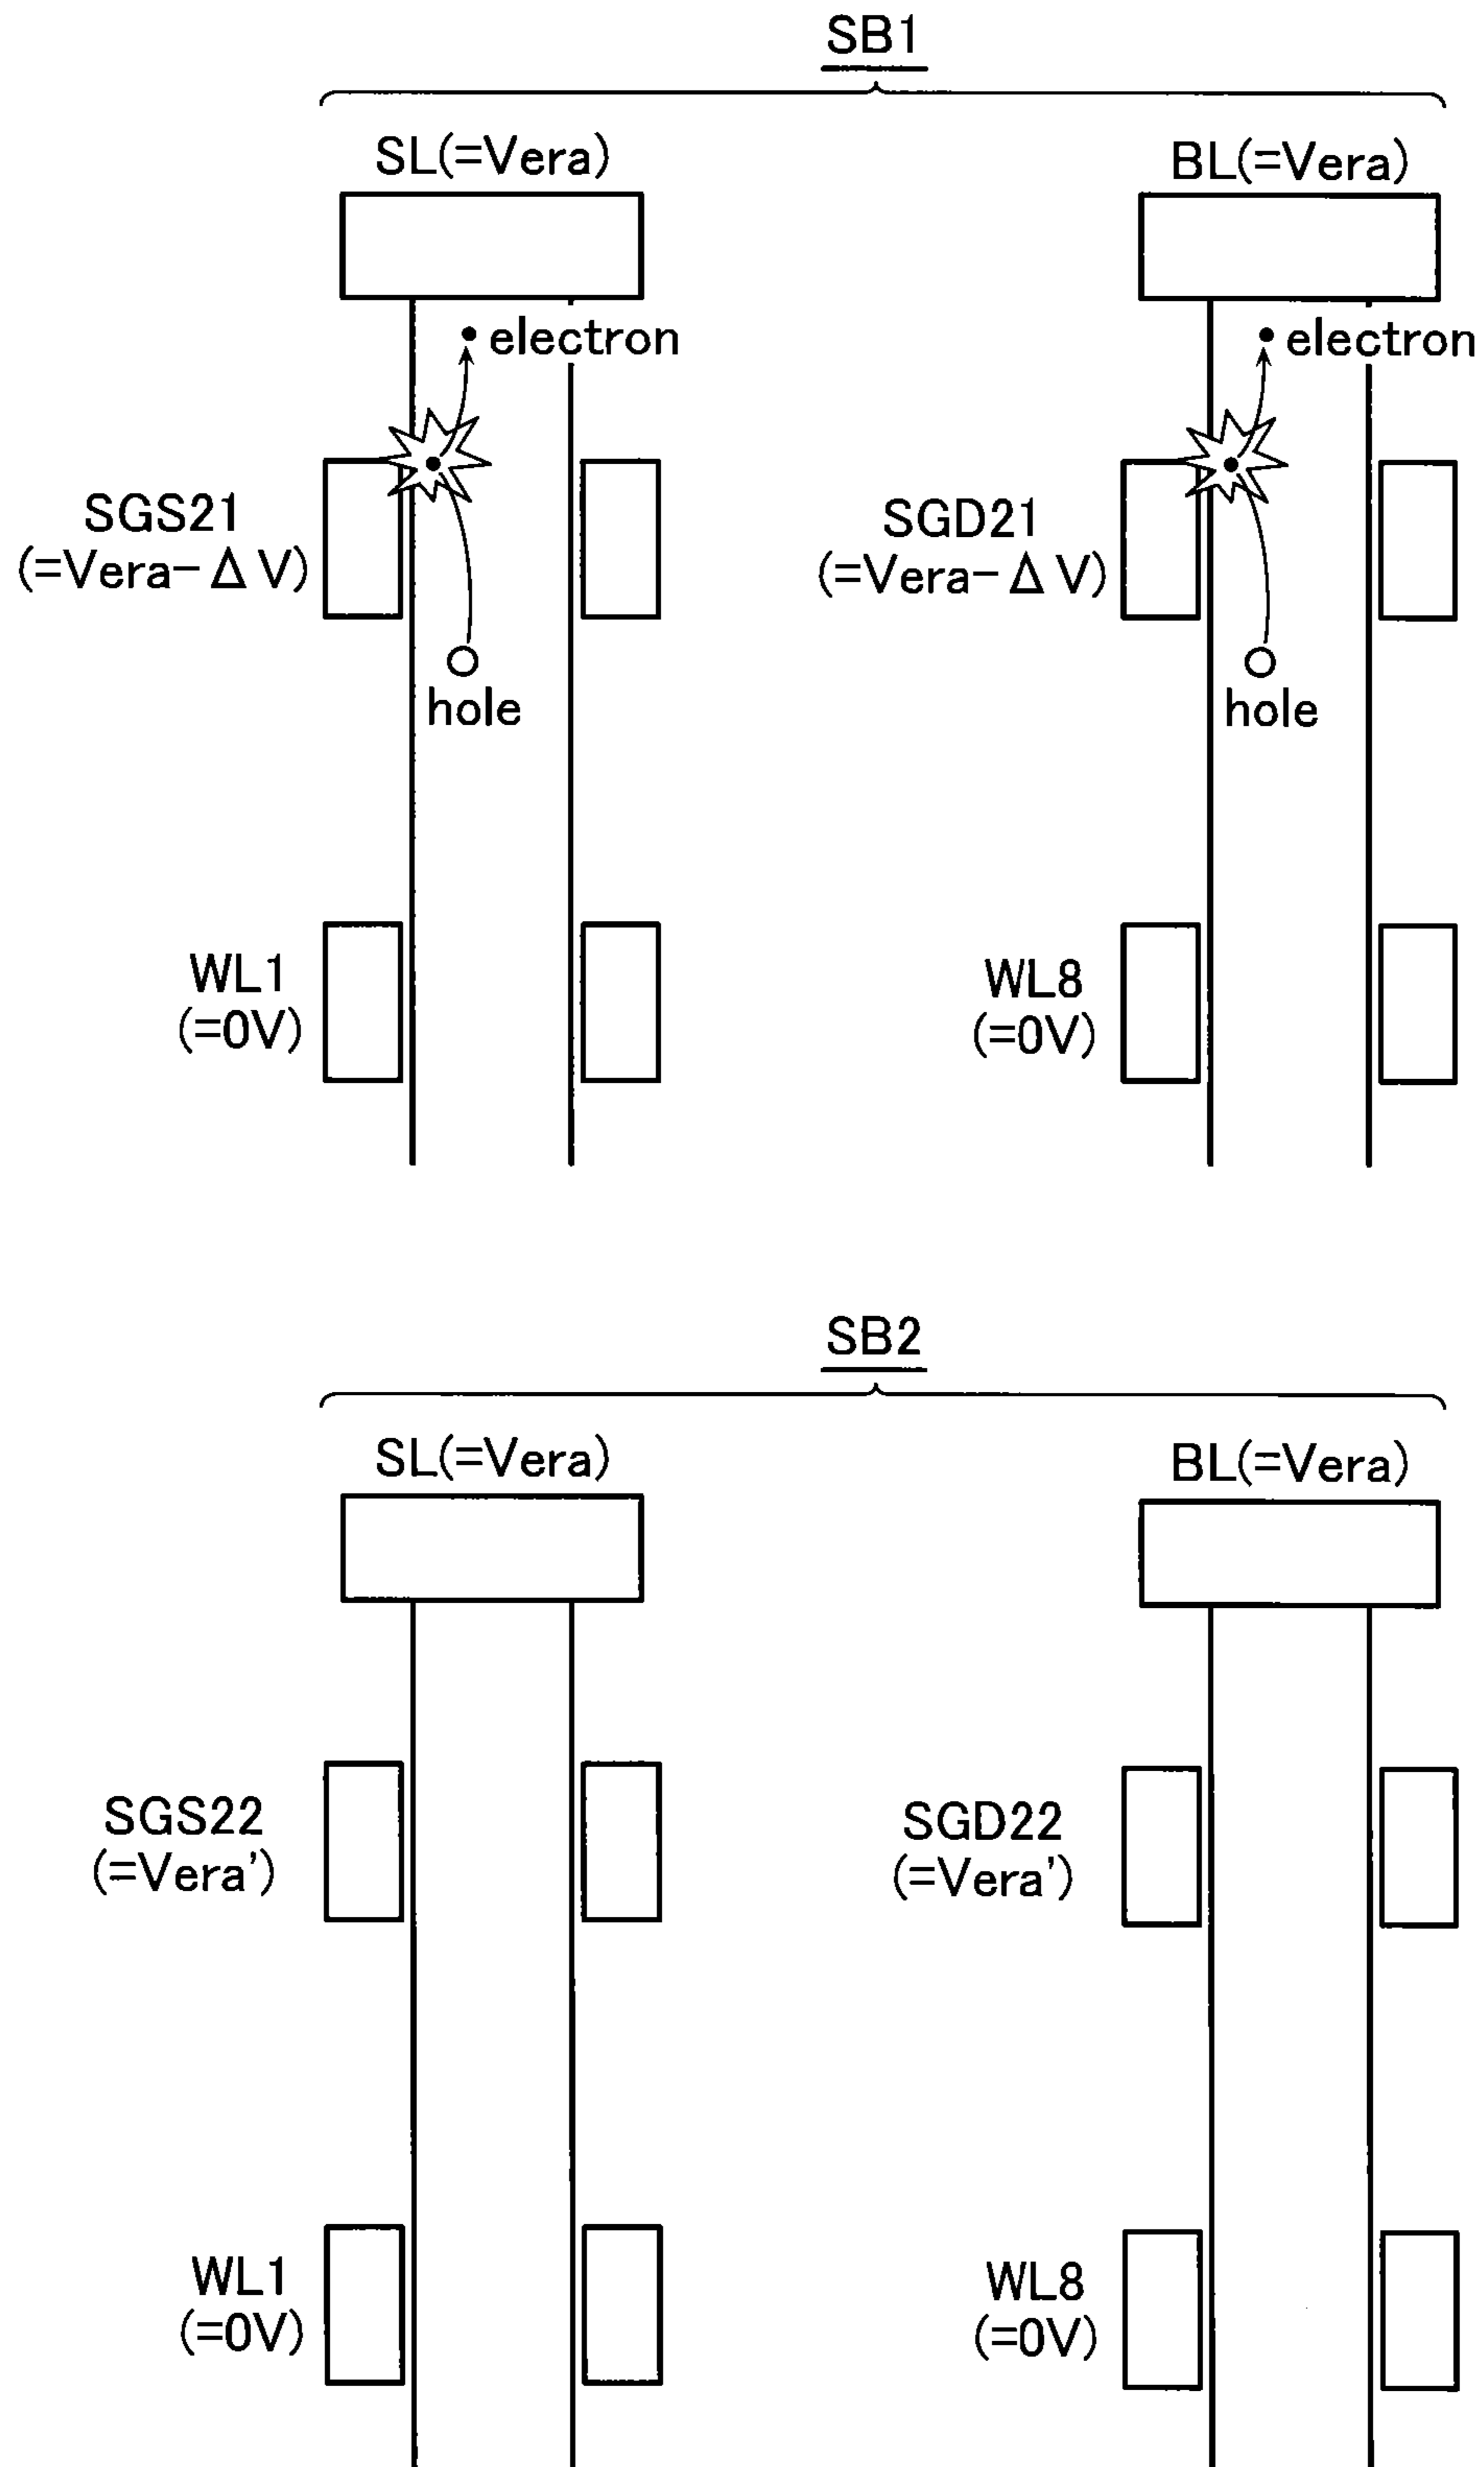 SB1
SL(=Vera)
BL(=Vera)
electron
electron
SGS21
(=Vera-ΔV)
SGD21
(=Vera-ΔV)
hole
hole
WL1
(=0V)
WL8
(=0V)
SB2
SL(=Vera)
BL(=Vera)
SGS22
(=Vera')
SGD22
(=Vera')
WL1
(=0V)
WL8
(=0V)